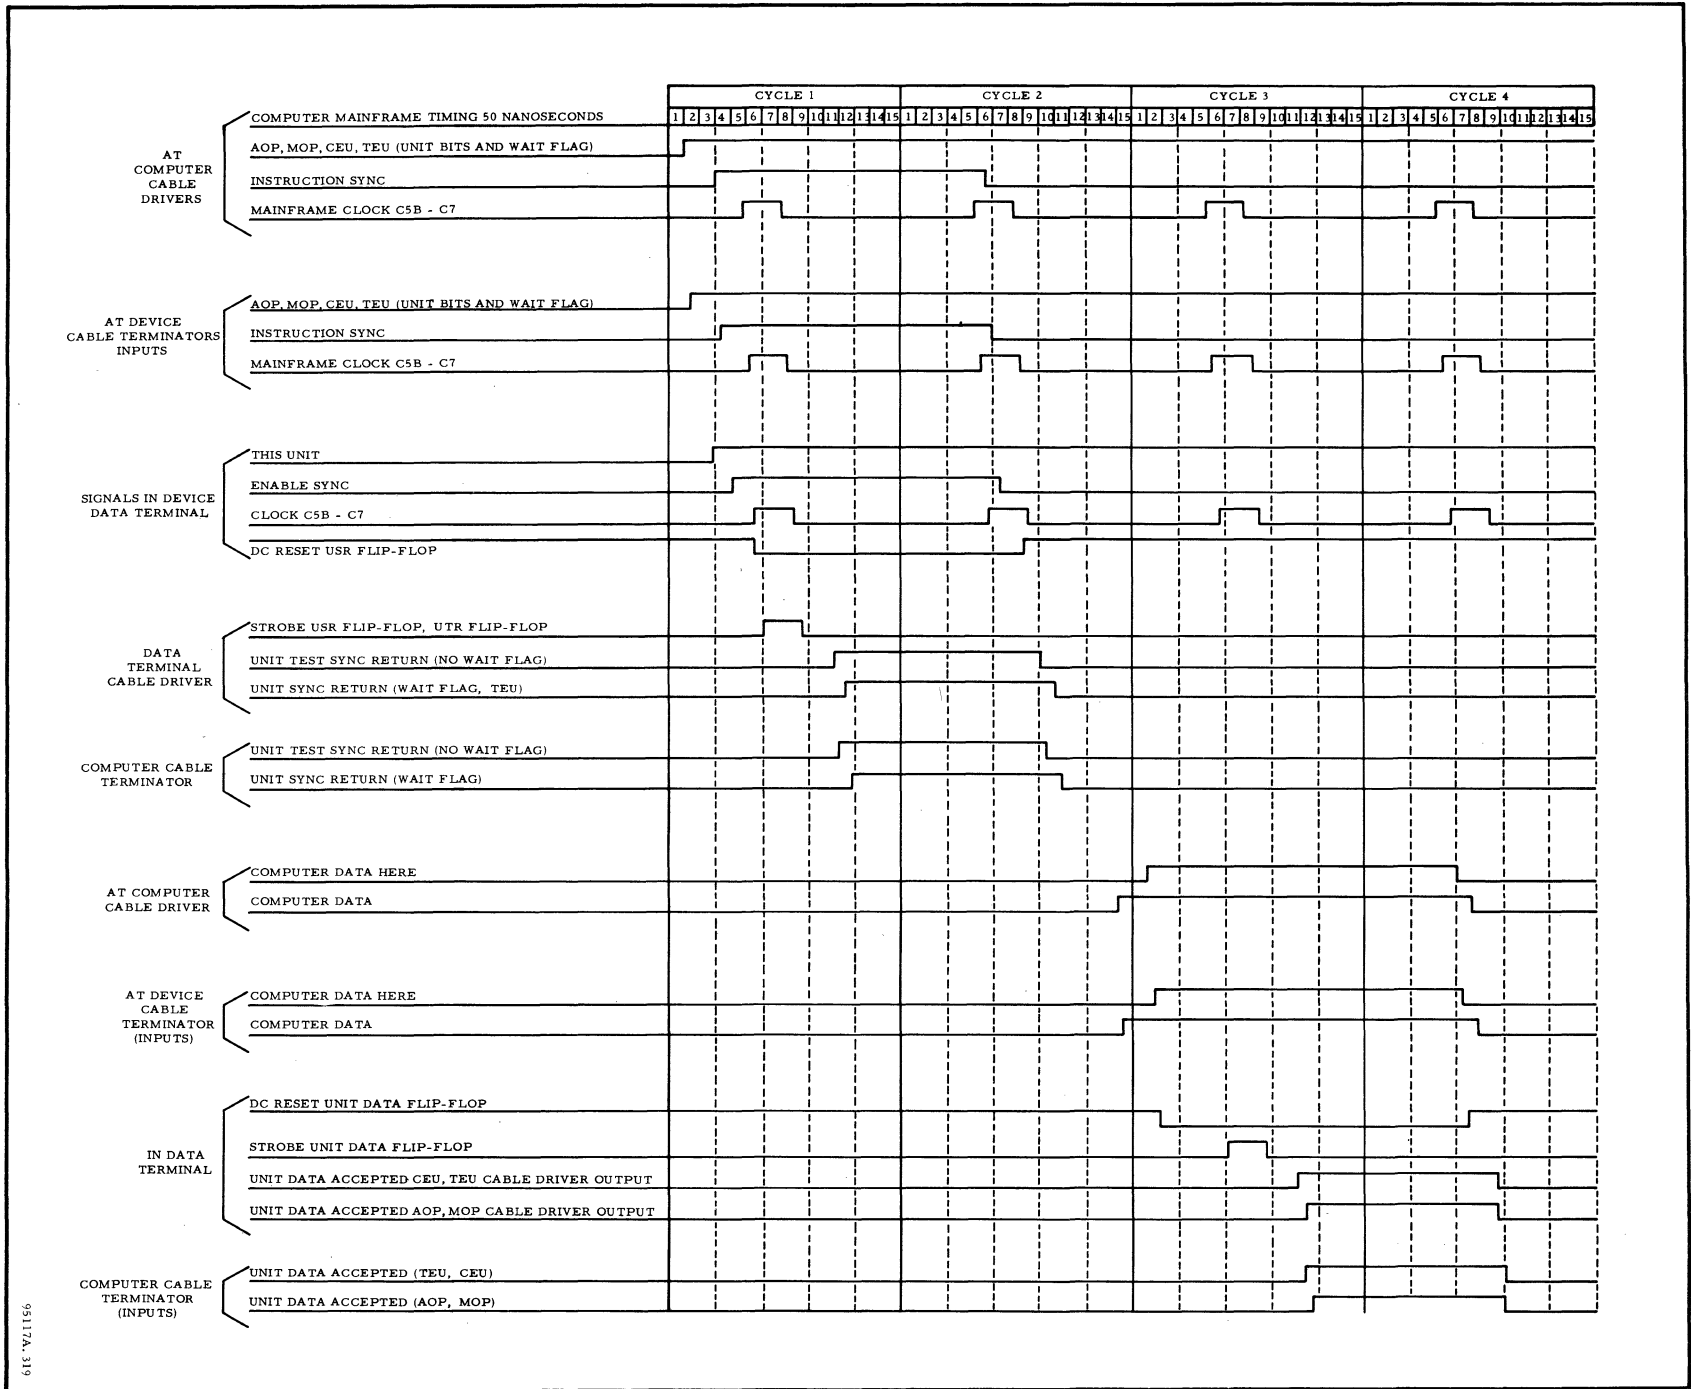 CYCLE 1 CYCLE 2 CYCLE 3 CYCLE 4
COMPUTER MAINFRAME TIMING 50 NANOSECONDS 1 2 3 4 5 6 7 8 9 10 11 12 13 14 15 1 2 3 4 5 6 7 8 9 10 11 12 13 14 15 1 2 3 4 5 6 7 8 9 10 11 12 13 14 15 1 2 3 4 5 6 7 8 9 10 11 12 13 14 15
AT
COMPUTER
CABLE
DRIVERS
AOP, MOP, CEU, TEU (UNIT BITS AND WAIT FLAG)
INSTRUCTION SYNC
MAINFRAME CLOCK C5B - C7
AT DEVICE
CABLE TERMINATORS
INPUTS
AOP, MOP, CEU, TEU (UNIT BITS AND WAIT FLAG)
INSTRUCTION SYNC
MAINFRAME CLOCK C5B - C7
SIGNALS IN DEVICE
DATA TERMINAL
THIS UNIT
ENABLE SYNC
CLOCK C5B - C7
DC RESET USR FLIP-FLOP
DATA
TERMINAL
CABLE DRIVER
STROBE USR FLIP-FLOP, UTR FLIP-FLOP
UNIT TEST SYNC RETURN (NO WAIT FLAG)
UNIT SYNC RETURN (WAIT FLAG, TEU)
COMPUTER CABLE
TERMINATOR
UNIT TEST SYNC RETURN (NO WAIT FLAG)
UNIT SYNC RETURN (WAIT FLAG)
AT COMPUTER
CABLE DRIVER
COMPUTER DATA HERE
COMPUTER DATA
AT DEVICE
CABLE
TERMINATOR
(INPUTS)
COMPUTER DATA HERE
COMPUTER DATA
IN DATA
TERMINAL
DC RESET UNIT DATA FLIP-FLOP
STROBE UNIT DATA FLIP-FLOP
UNIT DATA ACCEPTED CEU, TEU CABLE DRIVER OUTPUT
UNIT DATA ACCEPTED AOP, MOP CABLE DRIVER OUTPUT
COMPUTER CABLE
TERMINATOR
(INPUTS)
UNIT DATA ACCEPTED (TEU, CEU)
UNIT DATA ACCEPTED (AOP, MOP)
95117A. 319